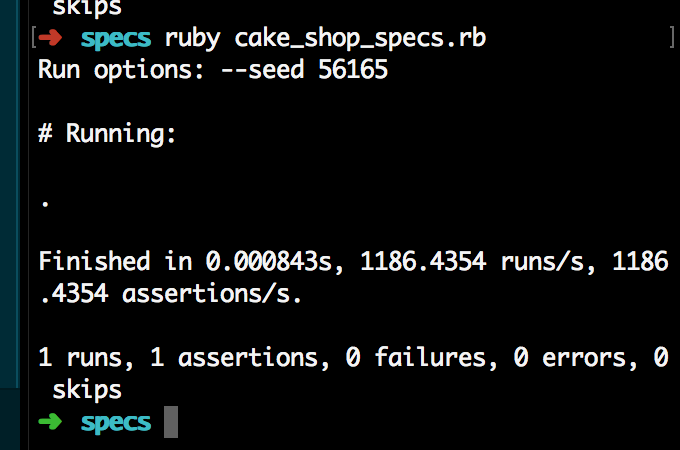 skips
[➜ specs ruby cake_shop_specs.rb ]
Run options: --seed 56165
# Running:
.
Finished in 0.000843s, 1186.4354 runs/s, 1186
.4354 assertions/s.
1 runs, 1 assertions, 0 failures, 0 errors, 0
skips
➜ specs